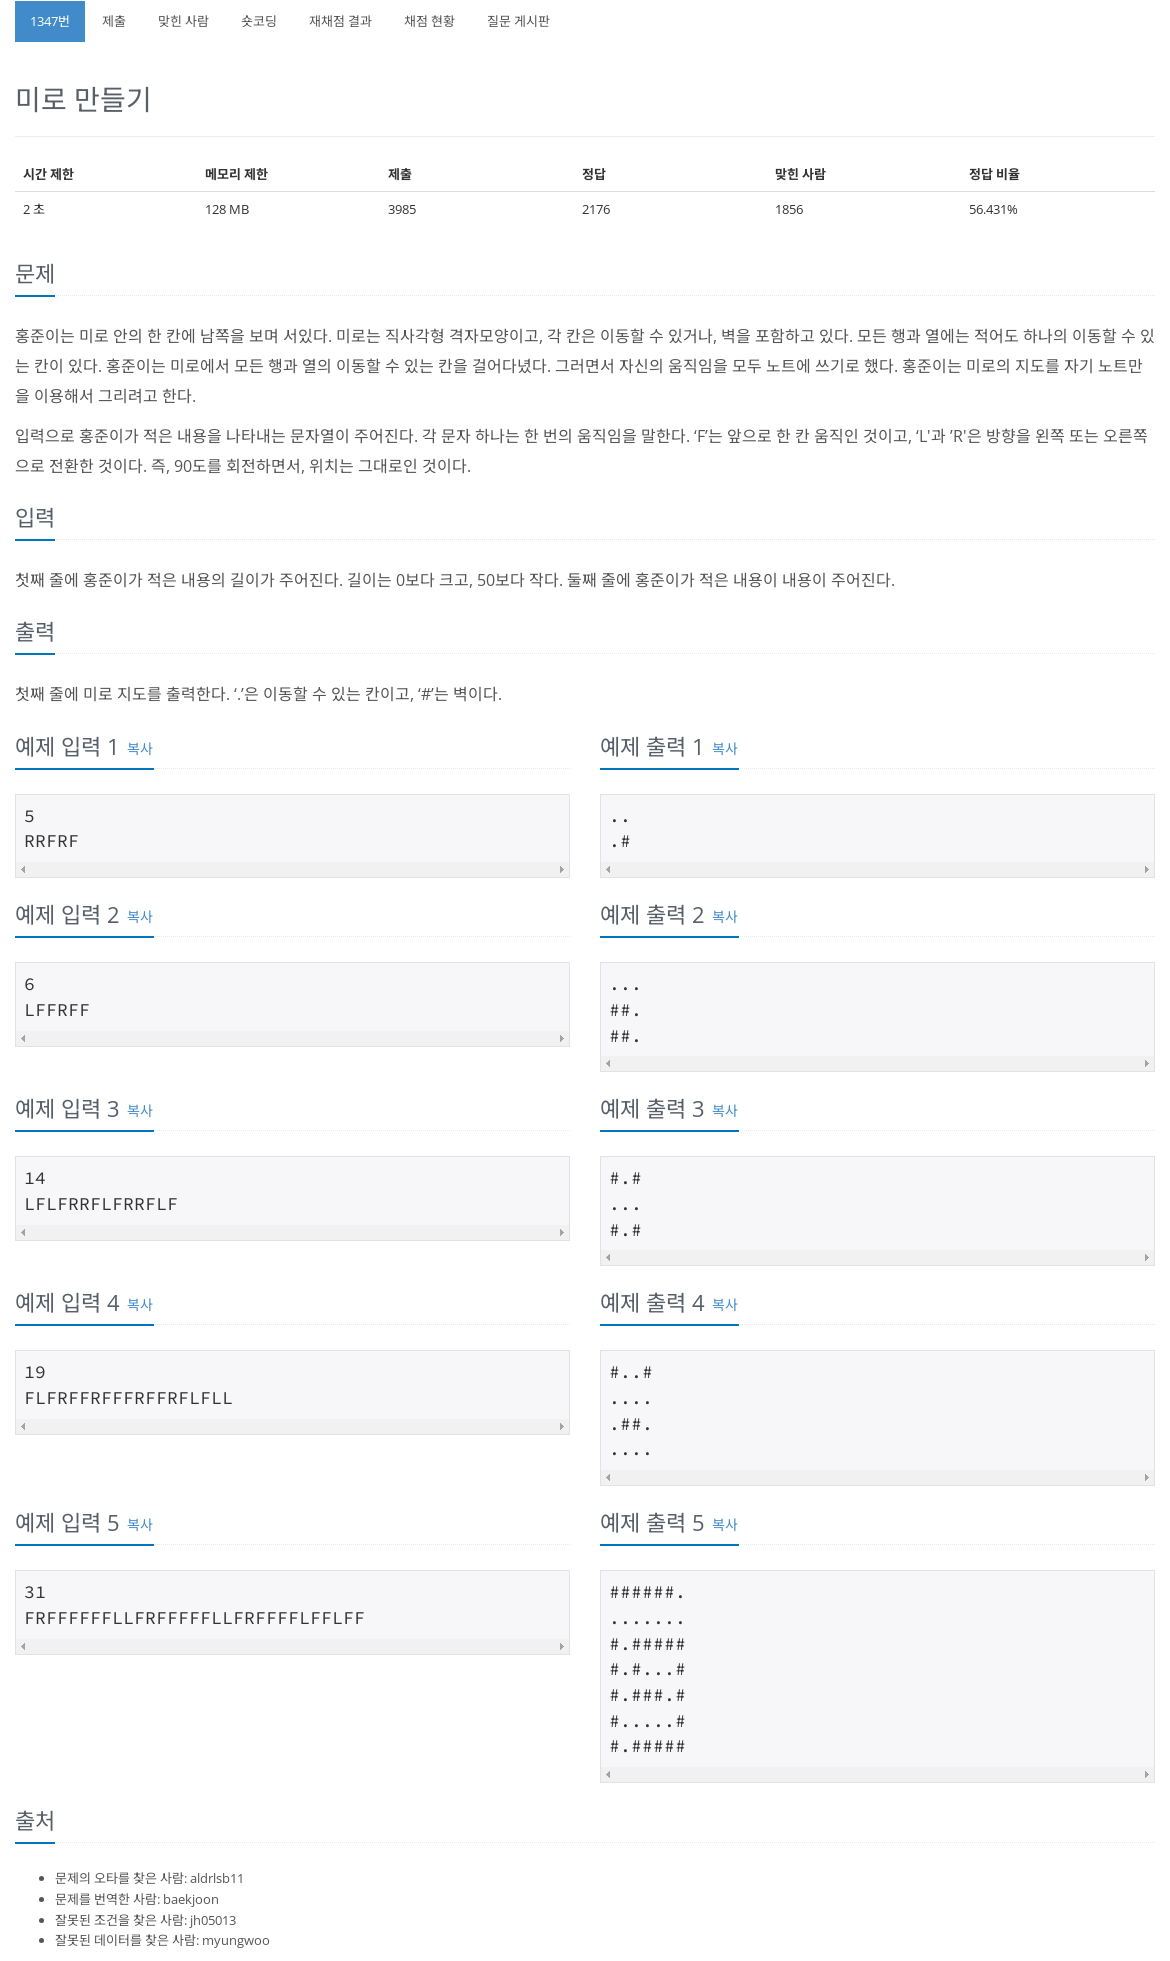 1347번 제출 맞힌 사람 숏코딩 재채점 결과 채점 현황 질문 게시판
미로 만들기
시간 제한 메모리 제한 제출 정답 맞힌 사람 정답 비율
2 초 128 MB 3985 2176 1856 56.431%
문제
홍준이는 미로 안의 한 칸에 남쪽을 보며 서있다. 미로는 직사각형 격자모양이고, 각 칸은 이동할 수 있거나, 벽을 포함하고 있다. 모든 행과 열에는 적어도 하나의 이동할 수 있
는 칸이 있다. 홍준이는 미로에서 모든 행과 열의 이동할 수 있는 칸을 걸어다녔다. 그러면서 자신의 움직임을 모두 노트에 쓰기로 했다. 홍준이는 미로의 지도를 자기 노트만
을 이용해서 그리려고 한다.
입력으로 홍준이가 적은 내용을 나타내는 문자열이 주어진다. 각 문자 하나는 한 번의 움직임을 말한다. ‘F’는 앞으로 한 칸 움직인 것이고, ‘L'과 ’R'은 방향을 왼쪽 또는 오른쪽
으로 전환한 것이다. 즉, 90도를 회전하면서, 위치는 그대로인 것이다.
입력
첫째 줄에 홍준이가 적은 내용의 길이가 주어진다. 길이는 0보다 크고, 50보다 작다. 둘째 줄에 홍준이가 적은 내용이 내용이 주어진다.
출력
첫째 줄에 미로 지도를 출력한다. ‘.’은 이동할 수 있는 칸이고, ‘#’는 벽이다.
예제 입력 1 복사
5
RRFRF
예제 출력 1 복사
..
.#
예제 입력 2 복사
6
LFFRFF
예제 출력 2 복사
...
##.
##.
예제 입력 3 복사
14
LFLFRRFLFRRFLF
예제 출력 3 복사
#.#
...
#.#
예제 입력 4 복사
19
FLFRFFRFFFRFFRFLFLL
예제 출력 4 복사
#..#
....
.##.
....
예제 입력 5 복사
31
FRFFFFFFLLFRFFFFFLLFRFFFFLFFLFF
예제 출력 5 복사
######.
.......
#.#####
#.#...#
#.###.#
#.....#
#.#####
출처
문제의 오타를 찾은 사람: aldrlsb11
문제를 번역한 사람: baekjoon
잘못된 조건을 찾은 사람: jh05013
잘못된 데이터를 찾은 사람: myungwoo